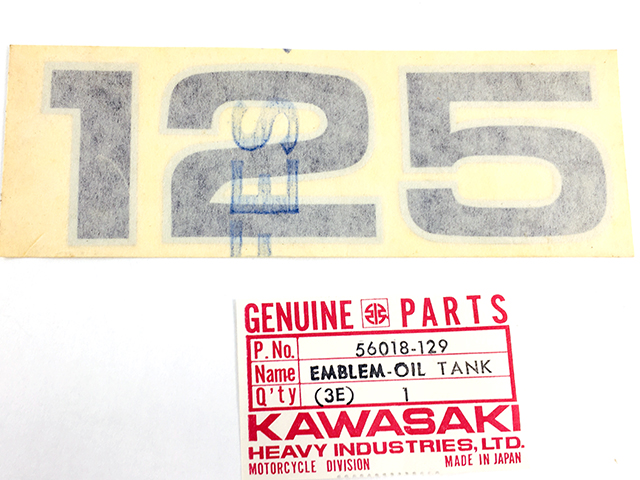 125
GENUINE PARTS
P. No. 56018-129
Name EMBLEM-OIL TANK
Q'ty (3E) 1
KAWASAKI
HEAVY INDUSTRIES, LTD.
MOTORCYCLE DIVISION MADE IN JAPAN